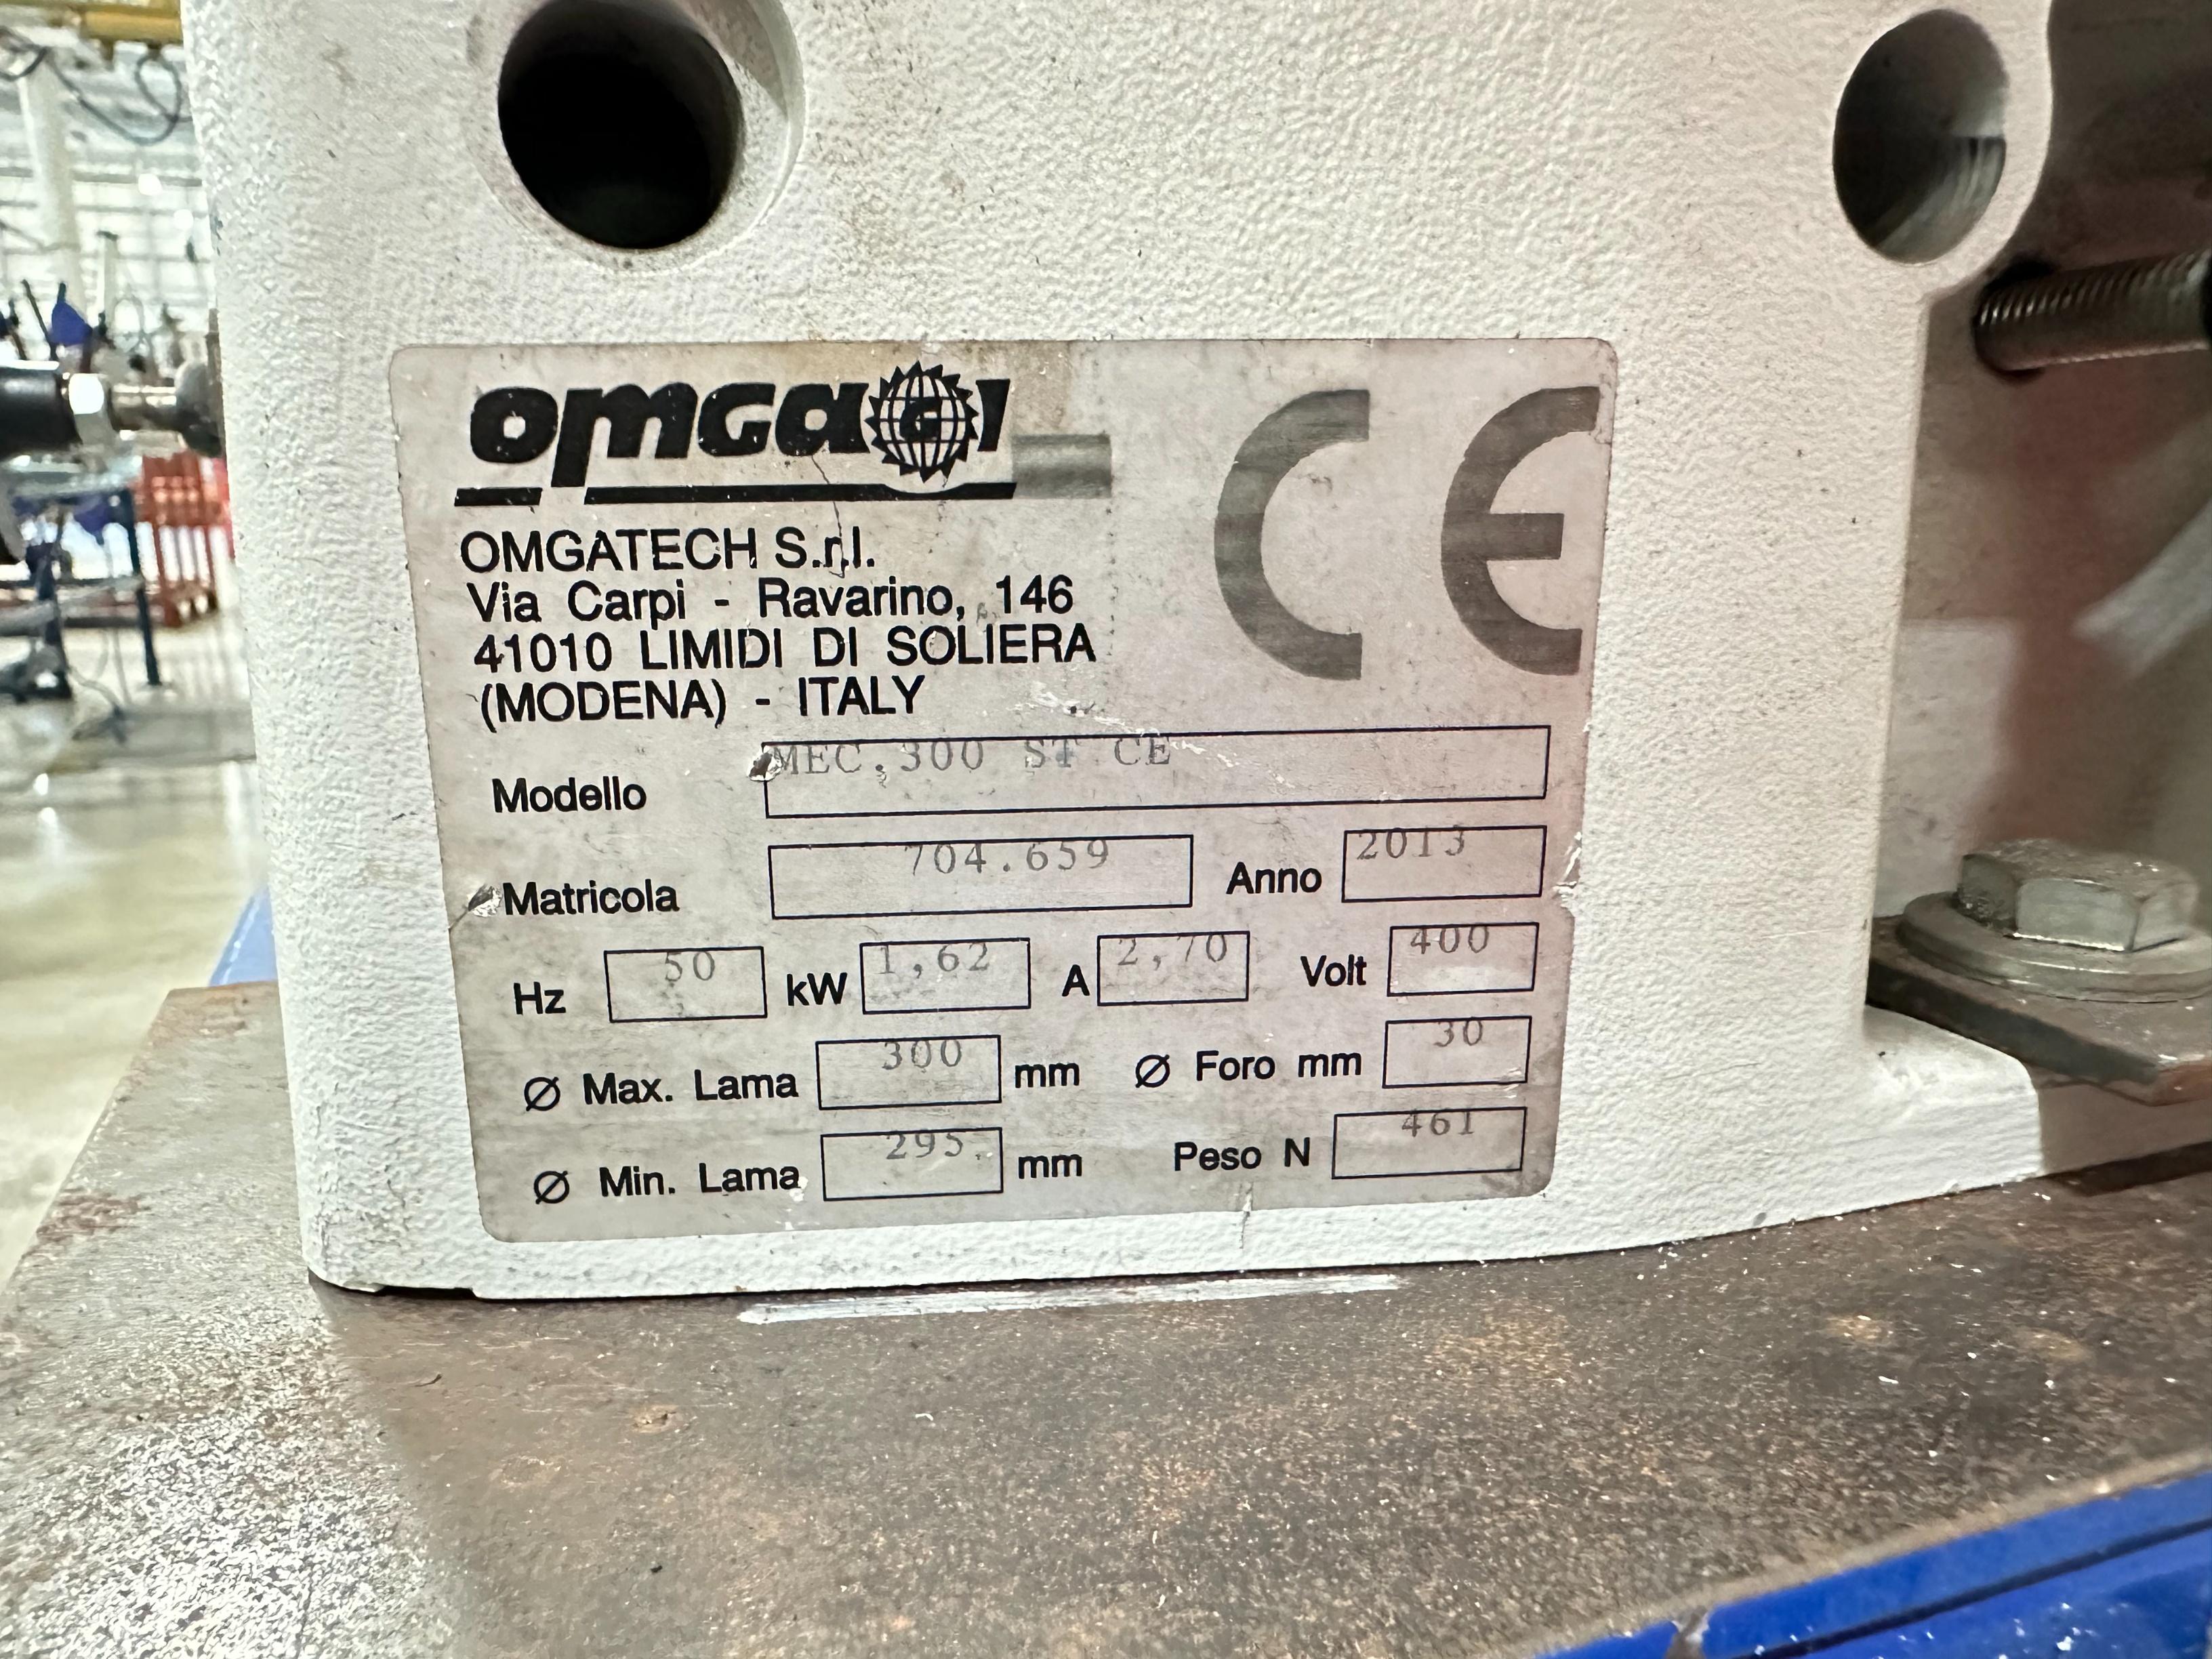 omga
OMGATECH S.r.l.
Via Carpi - Ravarino, 146
41010 LIMIDI DI SOLIERA
(MODENA) - ITALY
CE
Modello MEC.300 ST CE
Matricola 704.659 Anno 2013
Hz 50 kW 1,62 A 2,70 Volt 400
Ø Max. Lama 300 mm Ø Foro mm 30
Ø Min. Lama 295. mm Peso N 461